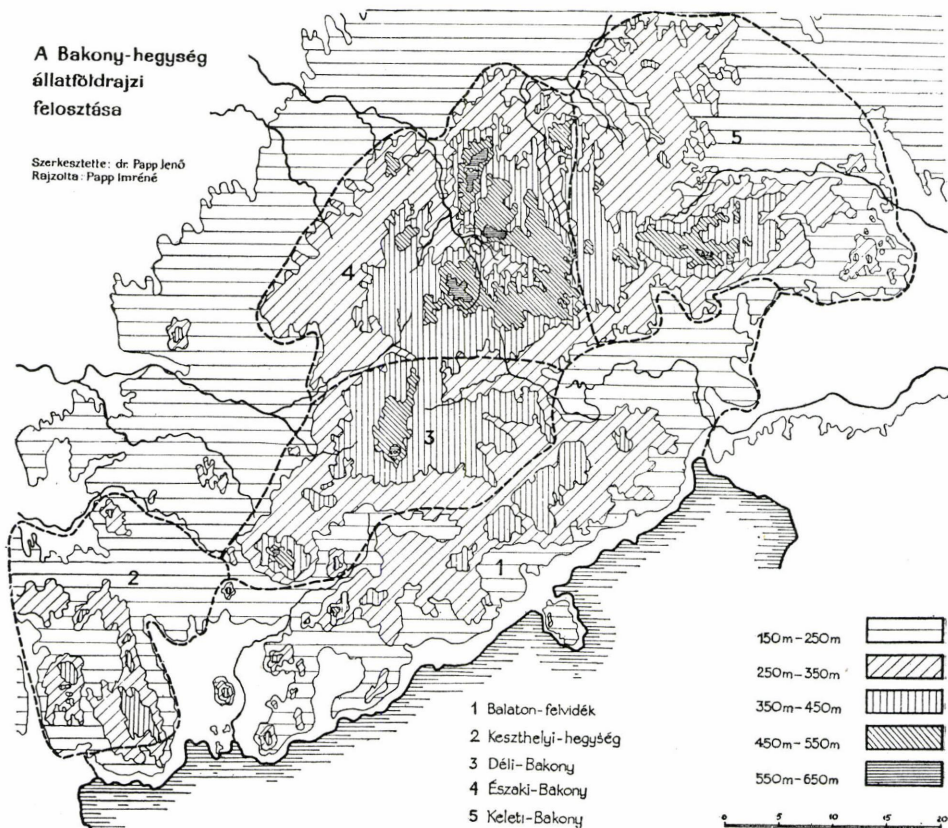 A Bakony-hegység
állatföldrajzi
felosztása
Szerkesztette: dr. Papp Jenő
Rajzolta: Papp Imréné
5
4
3
2
1
1 Balaton-felvidék
2 Keszthelyi-hegység
3 Déli-Bakony
4 Északi-Bakony
5 Keleti-Bakony
150m-250m
250m-350m
350m-450m
450m-550m
550m-650m
0 5 10 15 20